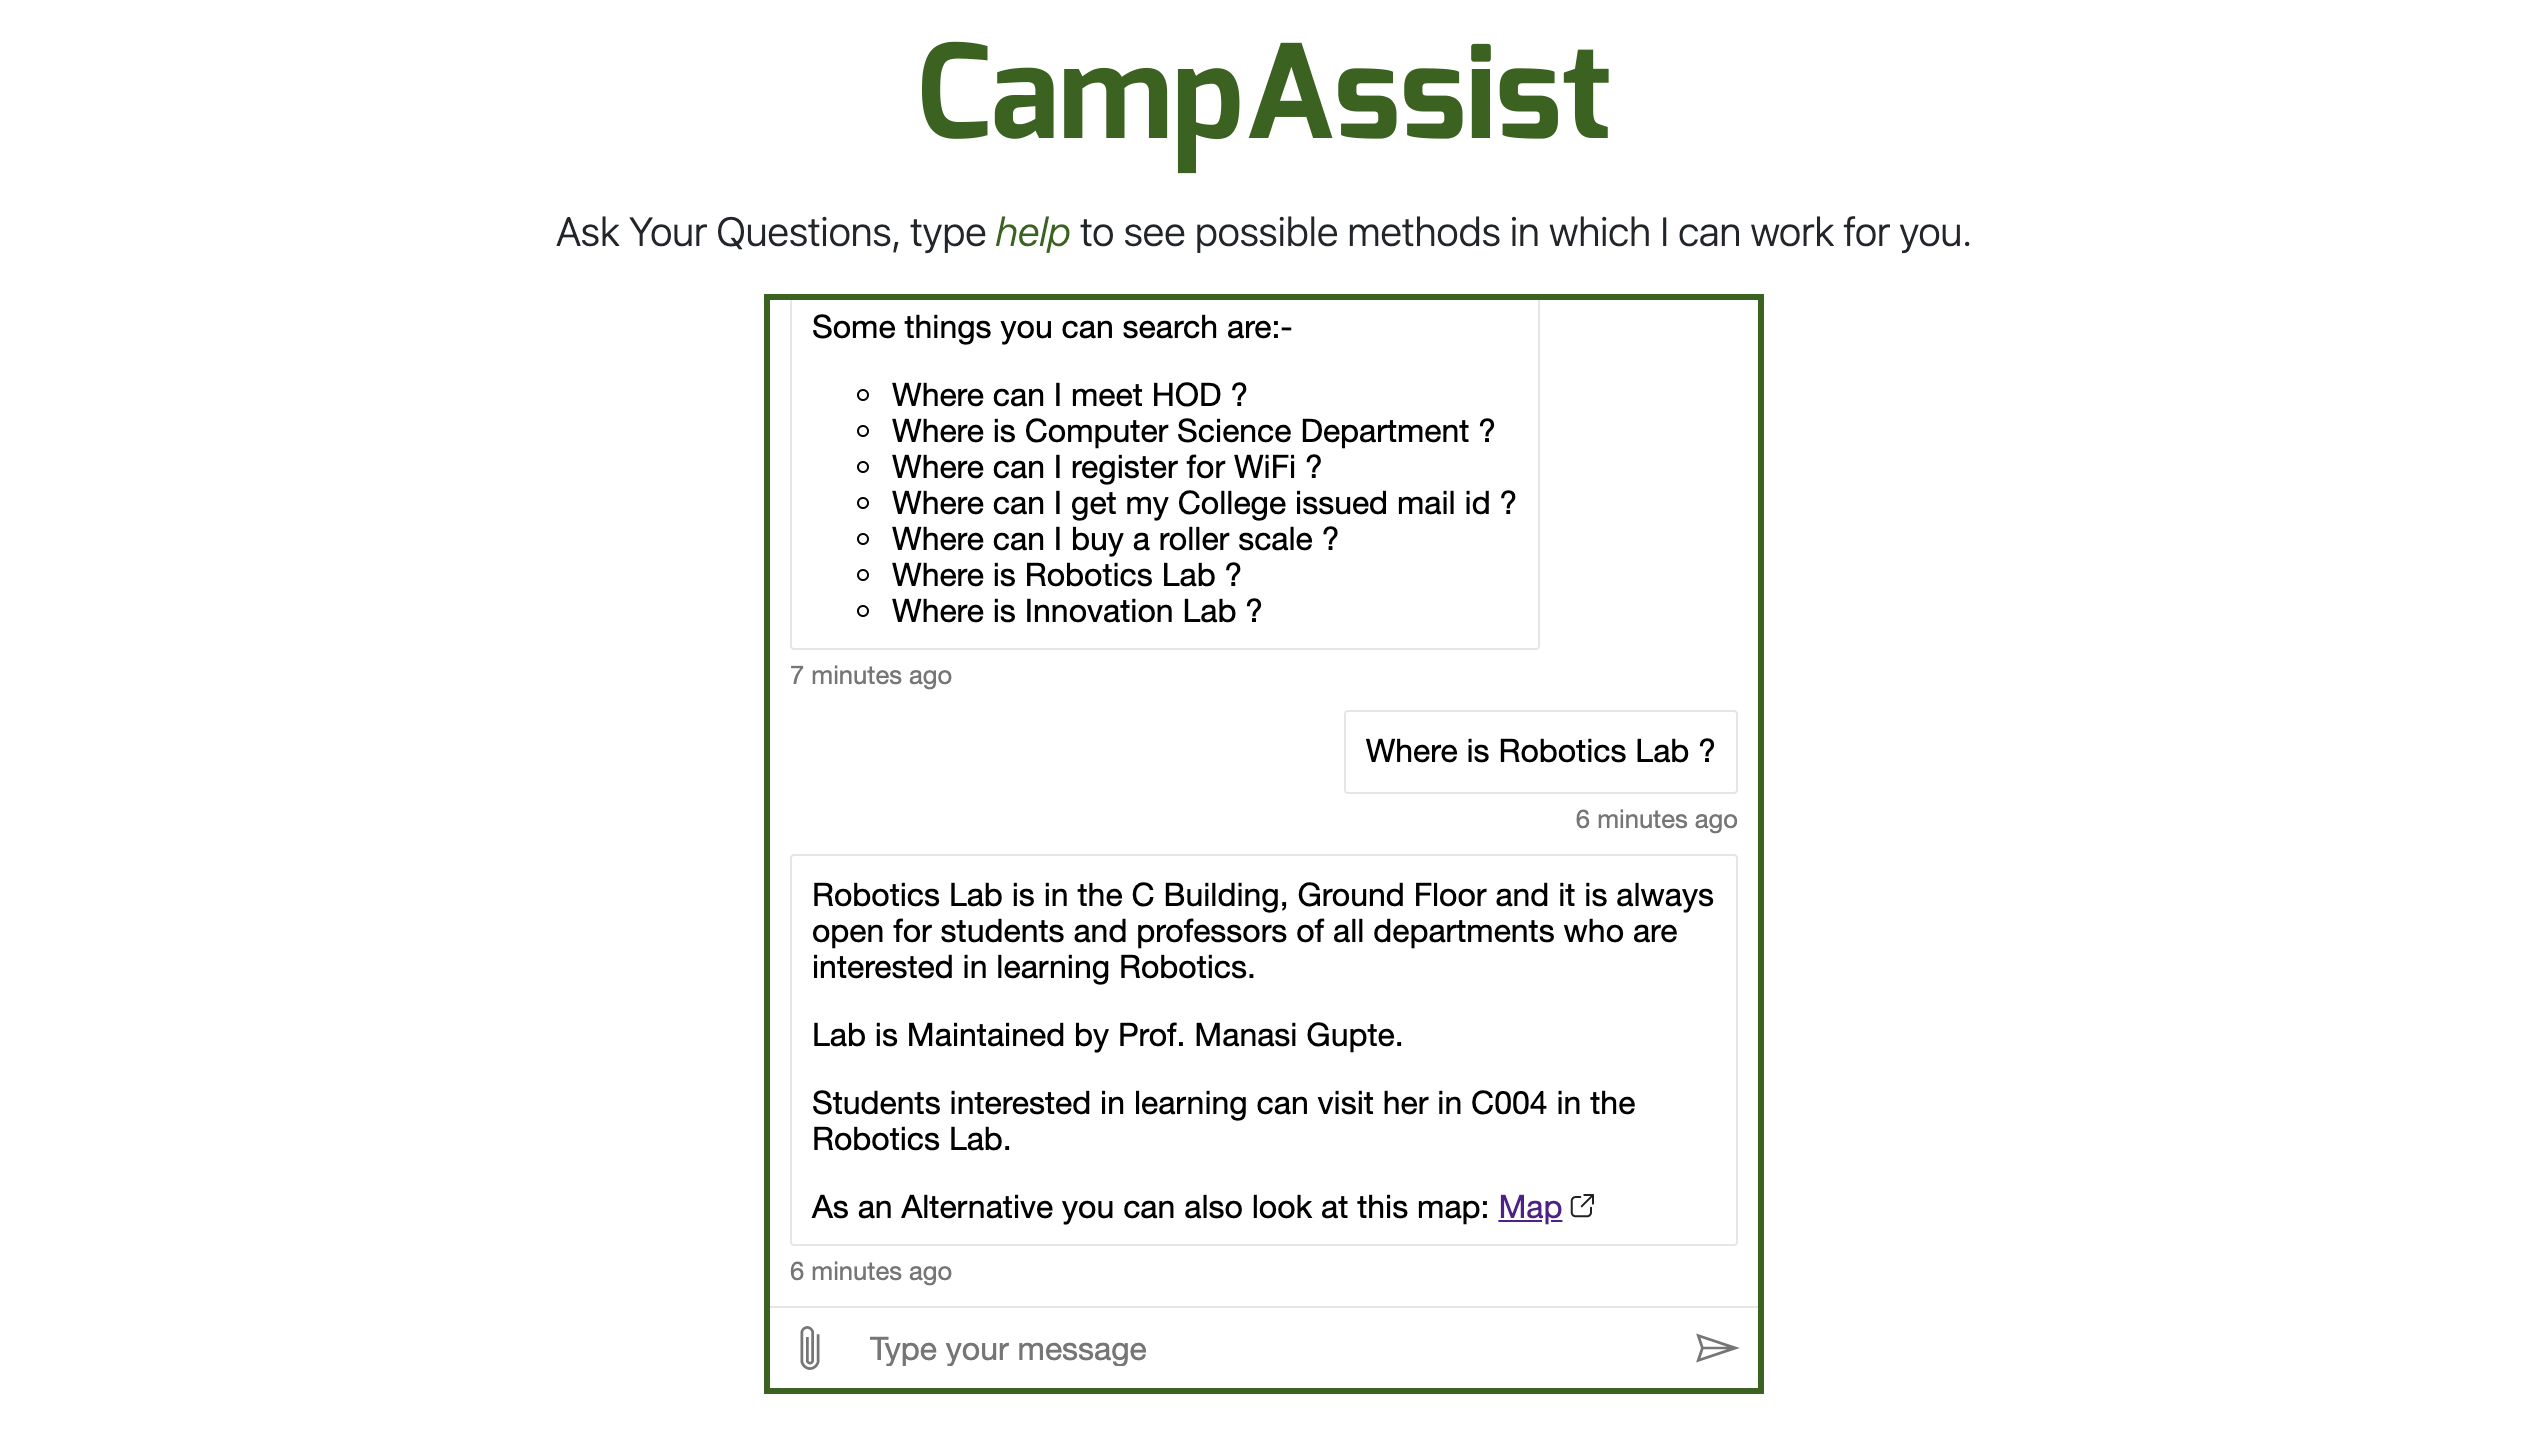 CampAssist
Ask Your Questions, type help to see possible methods in which I can work for you.
Some things you can search are:-
Where can I meet HOD ?
Where is Computer Science Department ?
Where can I register for WiFi ?
Where can I get my College issued mail id ?
Where can I buy a roller scale ?
Where is Robotics Lab ?
Where is Innovation Lab ?
7 minutes ago
Where is Robotics Lab ?
6 minutes ago
Robotics Lab is in the C Building, Ground Floor and it is always
open for students and professors of all departments who are
interested in learning Robotics.
Lab is Maintained by Prof. Manasi Gupte.
Students interested in learning can visit her in C004 in the
Robotics Lab.
As an Alternative you can also look at this map: Map
6 minutes ago
Type your message